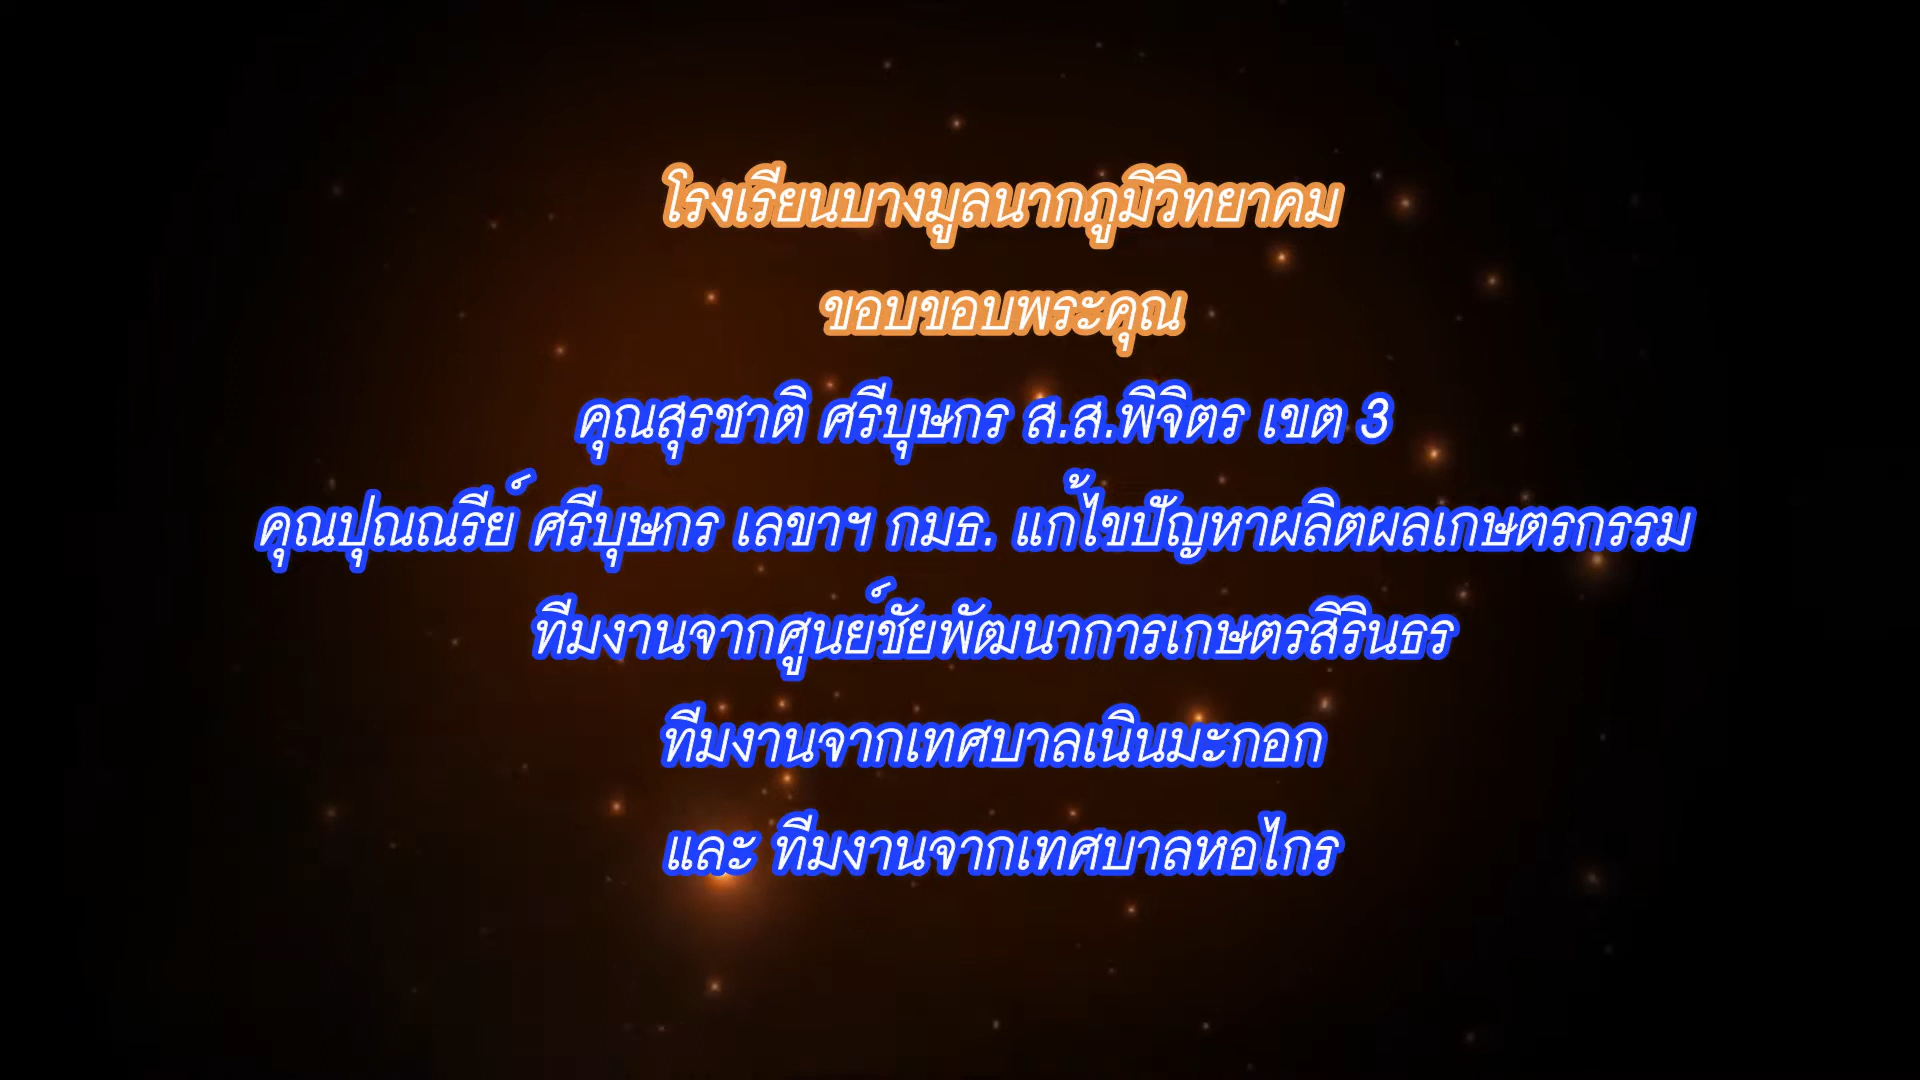 โรงเรียนบางมูลนากภูมิวิทยาคม
ขอบขอบพระคุณ
คุณสุรชาติ ศรีบุษกร ส.ส.พิจิตร เขต 3
คุณปุณณรีย์ ศรีบุษกร เลขาฯ กมธ. แก้ไขปัญหาผลิตผลเกษตรกรรม
ทีมงานจากศูนย์ชัยพัฒนาการเกษตรสิรินธร
ทีมงานจากเทศบาลเนินมะกอก
และ ทีมงานจากเทศบาลหอไกร